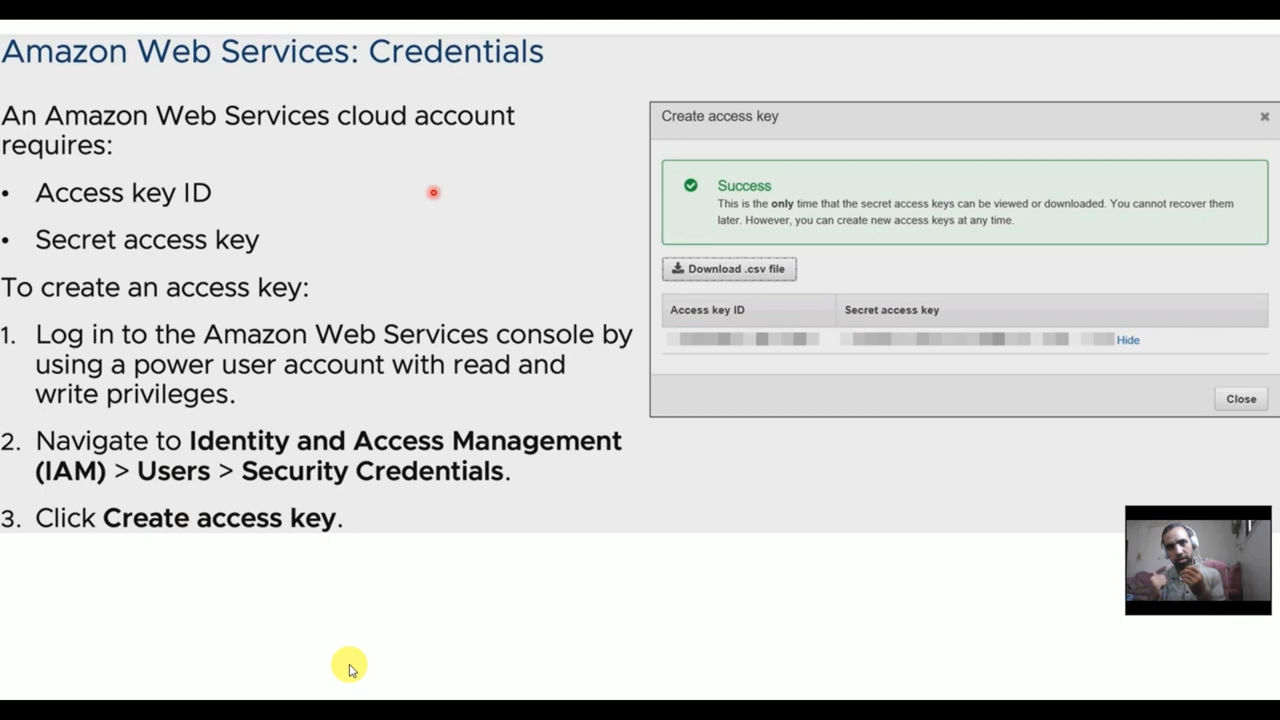 Amazon Web Services: Credentials
An Amazon Web Services cloud account
requires:
• Access key ID
• Secret access key
To create an access key:
1. Log in to the Amazon Web Services console by
using a power user account with read and
write privileges.
2. Navigate to Identity and Access Management
(IAM) > Users > Security Credentials.
3. Click Create access key.
Create access key
Success
This is the only time that the secret access keys can be viewed or downloaded. You cannot recover them
later. However, you can create new access keys at any time.
Download .csv file
Access key ID Secret access key
Hide
Close